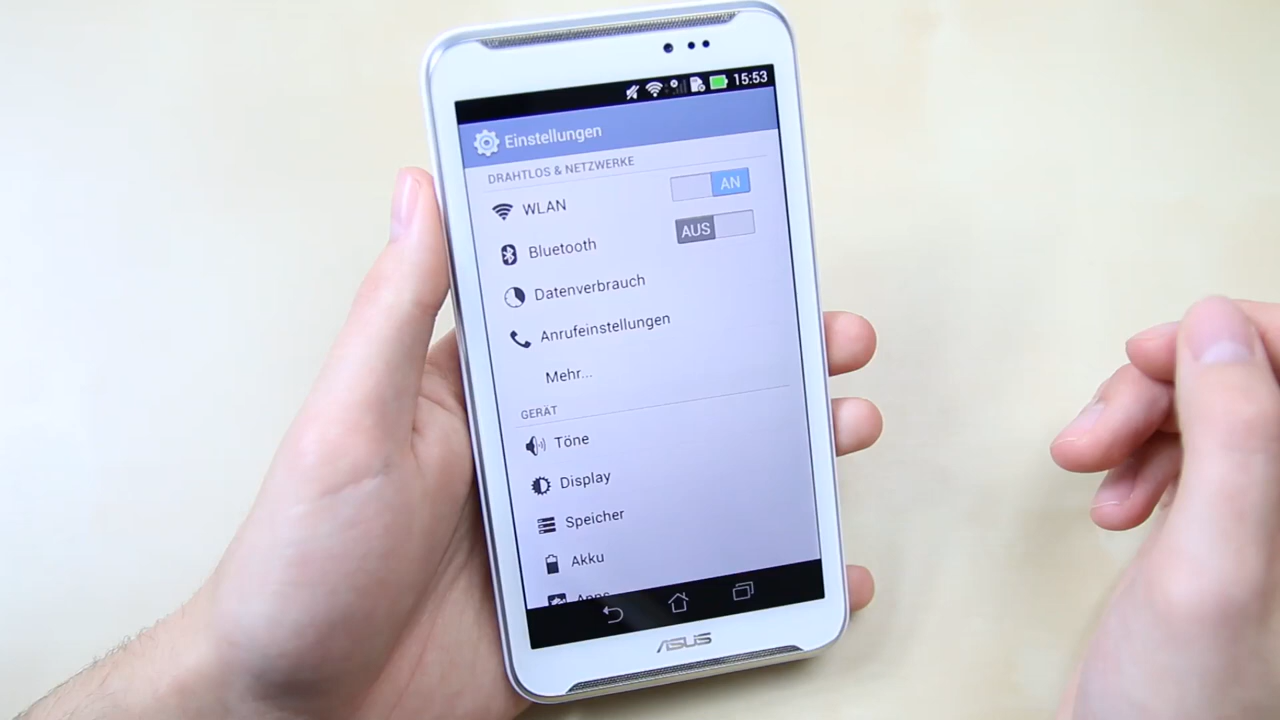 15:53
Einstellungen
DRAHTLOS & NETZWERKE
WLAN AN
Bluetooth AUS
Datenverbrauch
Anrufeinstellungen
Mehr...
GERÄT
Töne
Display
Speicher
Akku
Apps
ASUS